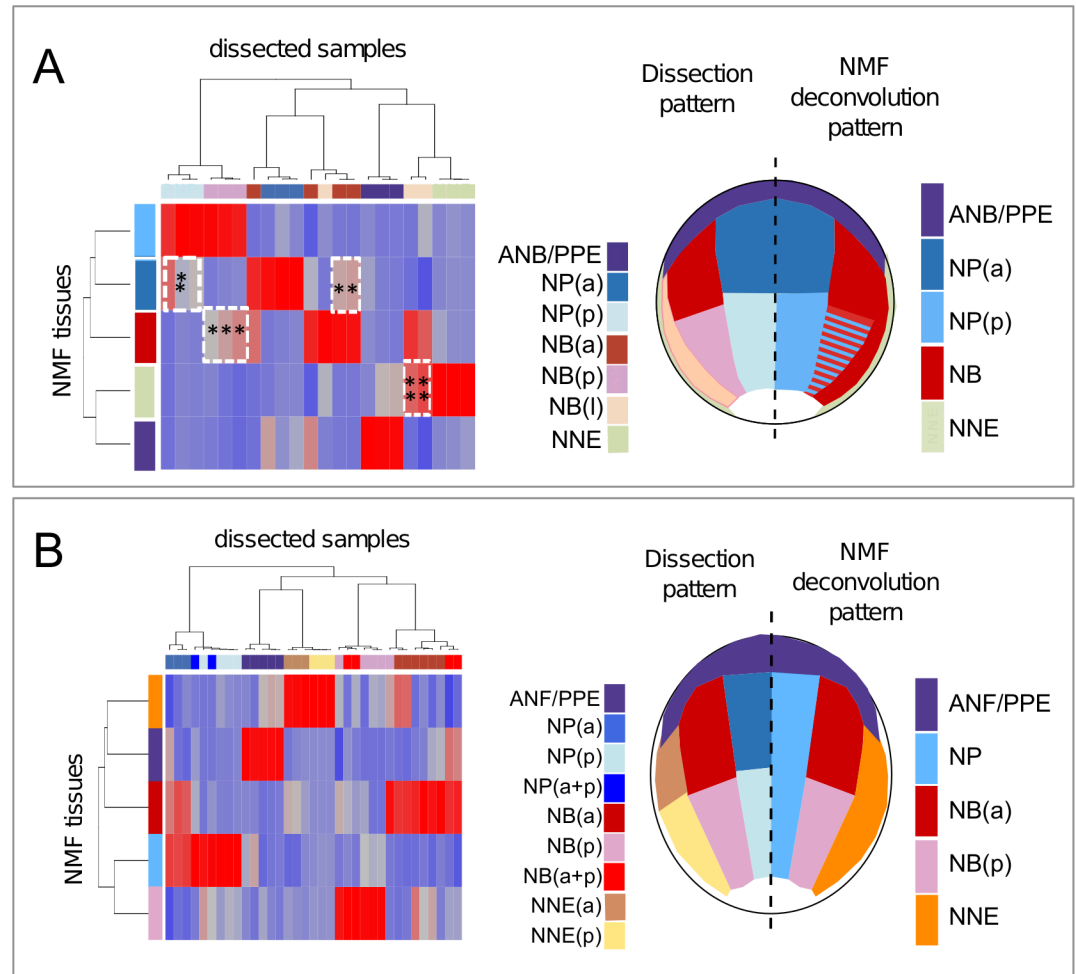 A
dissected samples
NMF tissues
**
**
***
**
**
Dissection
pattern
NMF
deconvolution
pattern
ANB/PPE
NP(a)
NP(p)
NB(a)
NB(p)
NB(l)
NNE
ANB/PPE
NP(a)
NP(p)
NB
NNE
NNE
B
dissected samples
NMF tissues
Dissection
pattern
NMF
deconvolution
pattern
ANF/PPE
NP(a)
NP(p)
NP(a+p)
NB(a)
NB(p)
NB(a+p)
NNE(a)
NNE(p)
ANF/PPE
NP
NB(a)
NB(p)
NNE